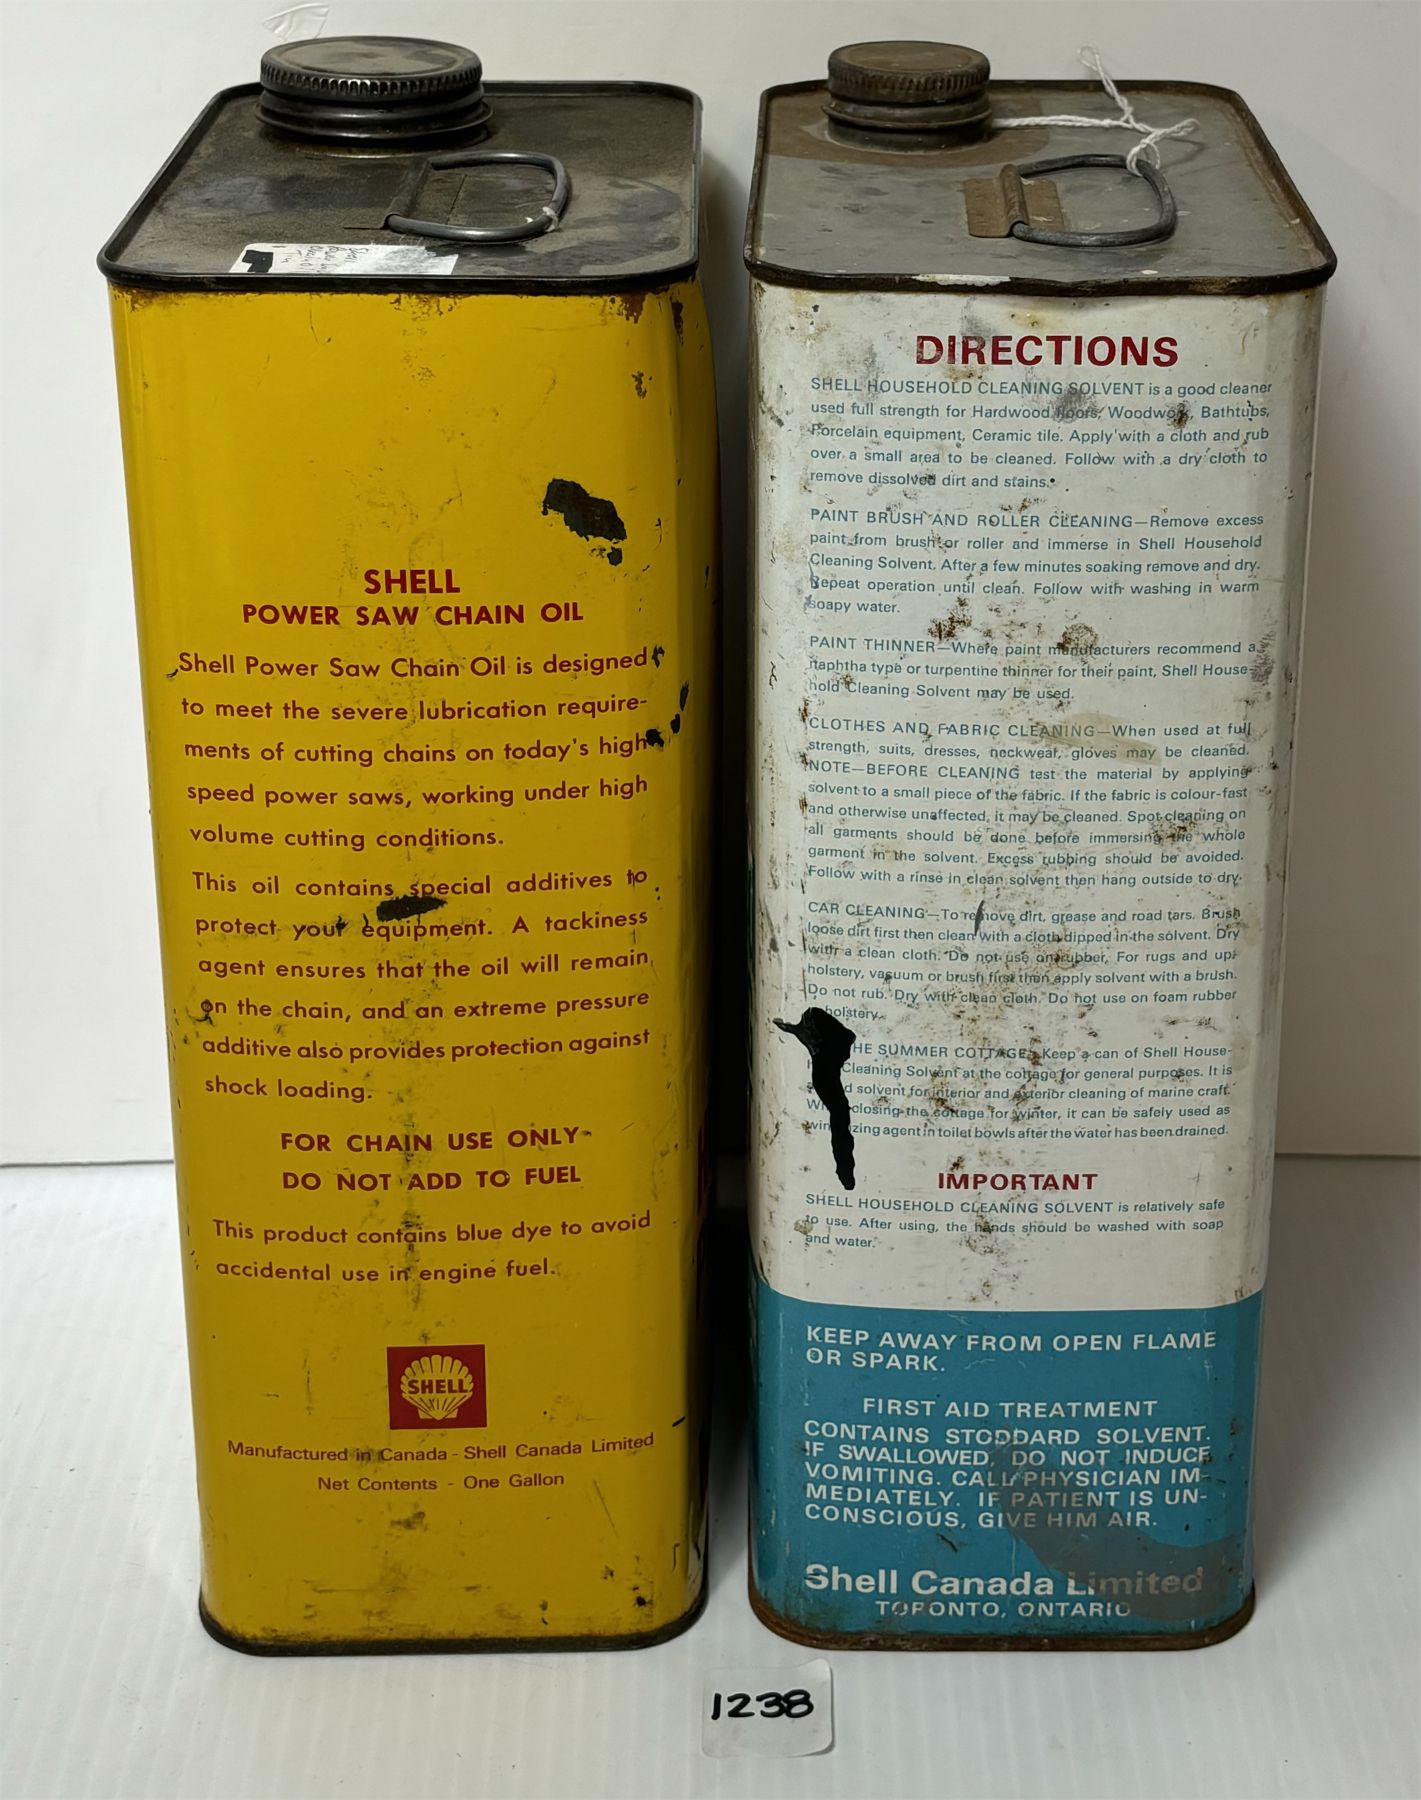 SHELL
POWER SAW CHAIN OIL
Shell Power Saw Chain Oil is designed
to meet the severe lubrication require-
ments of cutting chains on today's high
speed power saws, working under high
volume cutting conditions.
This oil contains special additives to
protect your equipment. A tackiness
agent ensures that the oil will remain
on the chain, and an extreme pressure
additive also provides protection against
shock loading.
FOR CHAIN USE ONLY
DO NOT ADD TO FUEL
This product contains blue dye to avoid
accidental use in engine fuel.
SHELL
Manufactured in Canada - Shell Canada Limited
Net Contents - One Gallon
DIRECTIONS
SHELL HOUSEHOLD CLEANING SOLVENT is a good cleaner
used full strength for Hardwood floors, Woodwork, Bathtubs,
Porcelain equipment, Ceramic tile. Apply with a cloth and rub
over a small area to be cleaned. Follow with a dry cloth to
remove dissolved dirt and stains.
PAINT BRUSH AND ROLLER CLEANING—Remove excess
paint from brush or roller and immerse in Shell Household
Cleaning Solvent. After a few minutes soaking remove and dry.
Repeat operation until clean. Follow with washing in warm
soapy water.
PAINT THINNER—Where paint manufacturers recommend a
naphtha type or turpentine thinner for their paint, Shell House-
hold Cleaning Solvent may be used.
CLOTHES AND FABRIC CLEANING—When used at full
strength, suits, dresses, neckwear, gloves may be cleaned.
NOTE—BEFORE CLEANING test the material by applying
solvent to a small piece of the fabric. If the fabric is colour-fast
and otherwise unaffected, it may be cleaned. Spot cleaning on
all garments should be done before immersing the whole
garment in the solvent. Excess rubbing should be avoided.
Follow with a rinse in clean solvent then hang outside to dry.
CAR CLEANING—To remove dirt, grease and road tars. Brush
loose dirt first then clean with a cloth dipped in the solvent. Dry
with a clean cloth. Do not use on rubber. For rugs and up-
holstery, vacuum or brush first then apply solvent with a brush.
Do not rub. Dry with clean cloth. Do not use on foam rubber
upholstery.
THE SUMMER COTTAGE—Keep a can of Shell House-
Cleaning Solvent at the cottage for general purposes. It is
solvent for interior and exterior cleaning of marine craft.
closing the cottage for winter, it can be safely used as
agent in toilet bowls after the water has been drained.
IMPORTANT
SHELL HOUSEHOLD CLEANING SOLVENT is relatively safe
to use. After using, the hands should be washed with soap
and water.
KEEP AWAY FROM OPEN FLAME
OR SPARK.
FIRST AID TREATMENT
CONTAINS STODDARD SOLVENT.
IF SWALLOWED, DO NOT INDUCE
VOMITING. CALL PHYSICIAN IM-
MEDIATELY. IF PATIENT IS UN-
CONSCIOUS, GIVE HIM AIR.
Shell Canada Limited
TORONTO, ONTARIO
1238